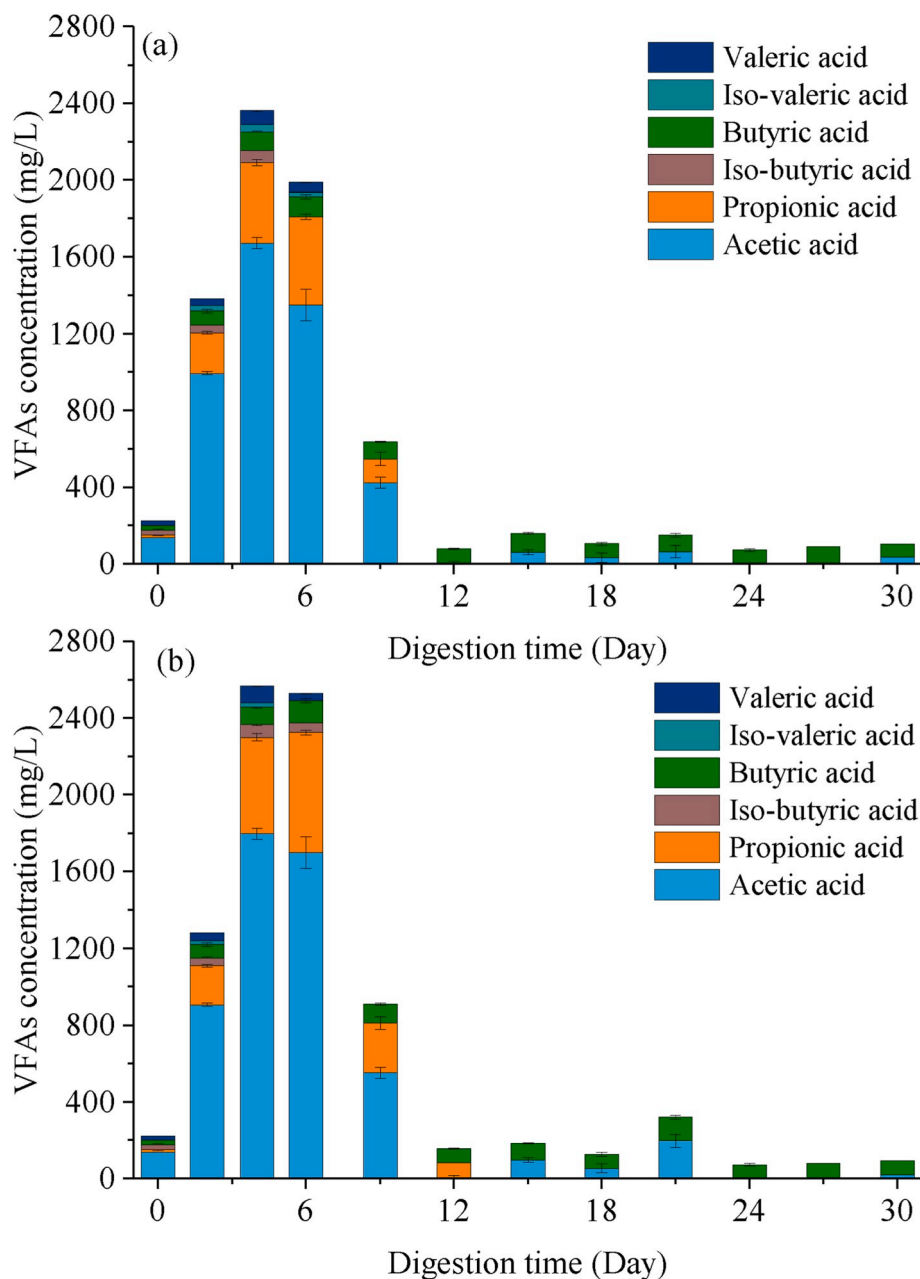 (a)
VFAs concentration (mg/L)
2800
2400
2000
1600
1200
800
400
0
Valeric acid
Iso-valeric acid
Butyric acid
Iso-butyric acid
Propionic acid
Acetic acid
0 6 12 18 24 30
Digestion time (Day)
(b)
VFAs concentration (mg/L)
2800
2400
2000
1600
1200
800
400
0
Valeric acid
Iso-valeric acid
Butyric acid
Iso-butyric acid
Propionic acid
Acetic acid
0 6 12 18 24 30
Digestion time (Day)